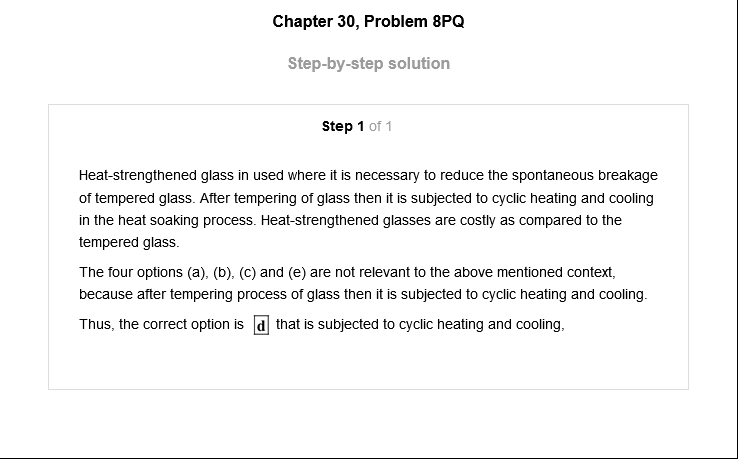 Chapter 30, Problem 8PQ
Step-by-step solution
Step 1 of 1
Heat-strengthened glass in used where it is necessary to reduce the spontaneous breakage
of tempered glass. After tempering of glass then it is subjected to cyclic heating and cooling
in the heat soaking process. Heat-strengthened glasses are costly as compared to the
tempered glass.
The four options (a), (b), (c) and (e) are not relevant to the above mentioned context,
because after tempering process of glass then it is subjected to cyclic heating and cooling.
Thus, the correct option is d that is subjected to cyclic heating and cooling,